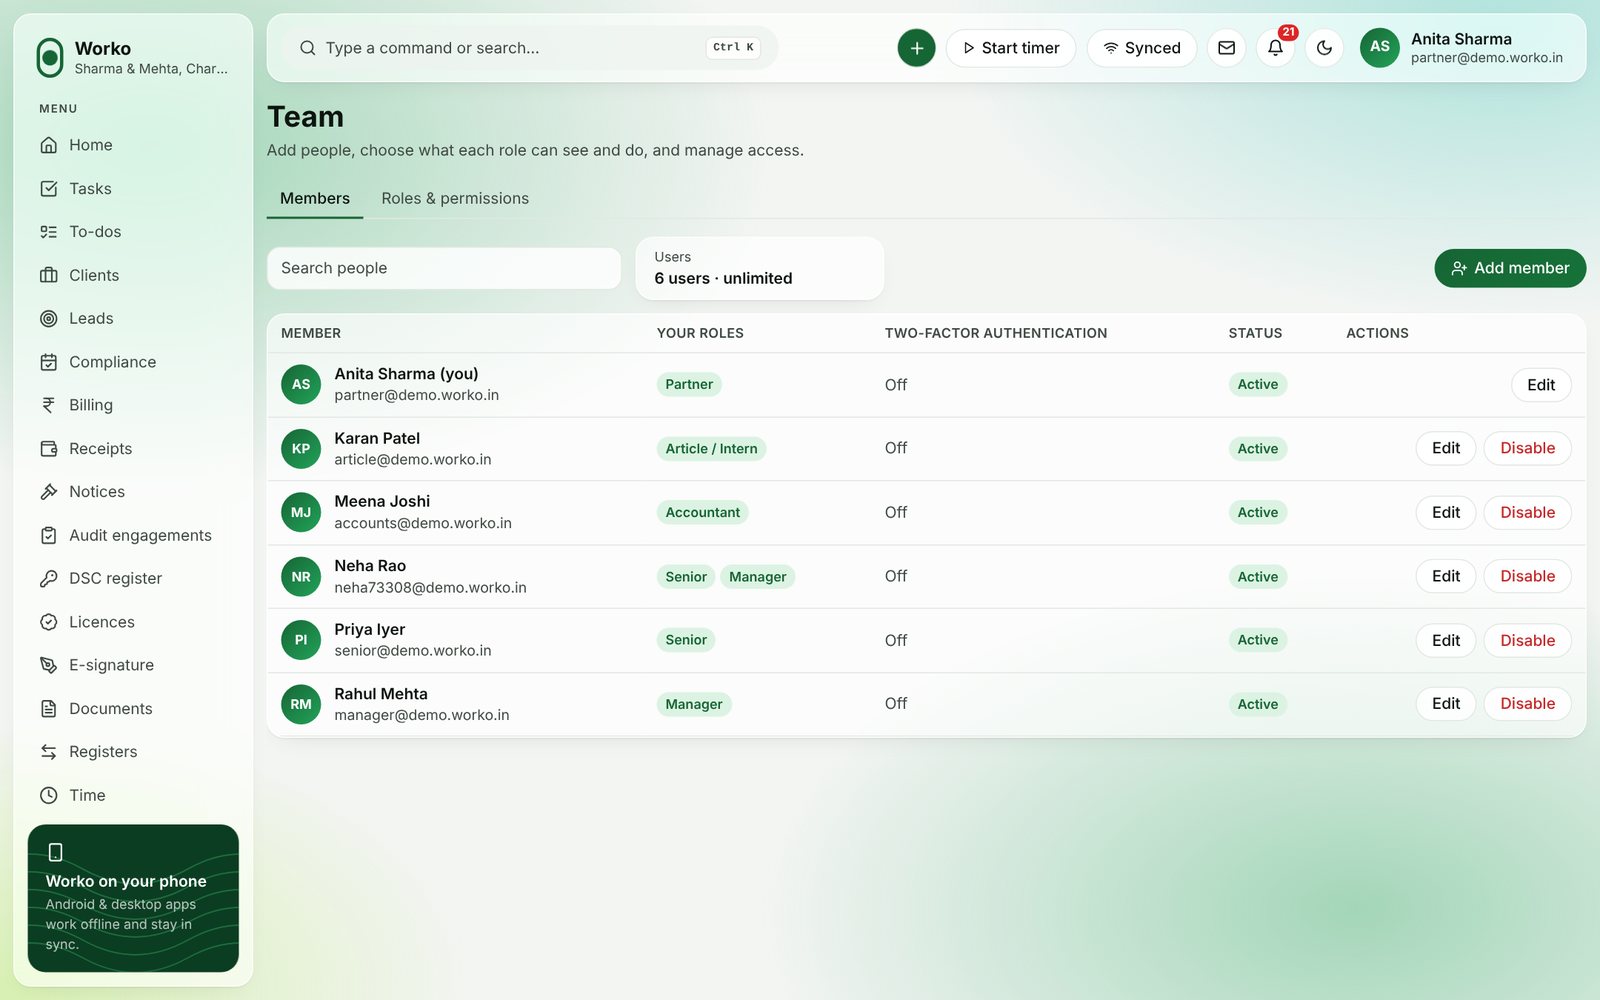 Worko
Sharma & Mehta, Char...
MENU
Home
Tasks
To-dos
Clients
Leads
Compliance
Billing
Receipts
Notices
Audit engagements
DSC register
Licences
E-signature
Documents
Registers
Time
Worko on your phone
Android & desktop apps
work offline and stay in
sync.
Type a command or search...
Ctrl K
Start timer
Synced
21
AS
Anita Sharma
partner@demo.worko.in
Team
Add people, choose what each role can see and do, and manage access.
Members Roles & permissions
Search people
Users
6 users · unlimited
Add member
MEMBER YOUR ROLES TWO-FACTOR AUTHENTICATION STATUS ACTIONS
AS Anita Sharma (you)
partner@demo.worko.in
Partner Off Active Edit
KP Karan Patel
article@demo.worko.in
Article / Intern Off Active Edit Disable
MJ Meena Joshi
accounts@demo.worko.in
Accountant Off Active Edit Disable
NR Neha Rao
neha73308@demo.worko.in
Senior Manager Off Active Edit Disable
PI Priya Iyer
senior@demo.worko.in
Senior Off Active Edit Disable
RM Rahul Mehta
manager@demo.worko.in
Manager Off Active Edit Disable